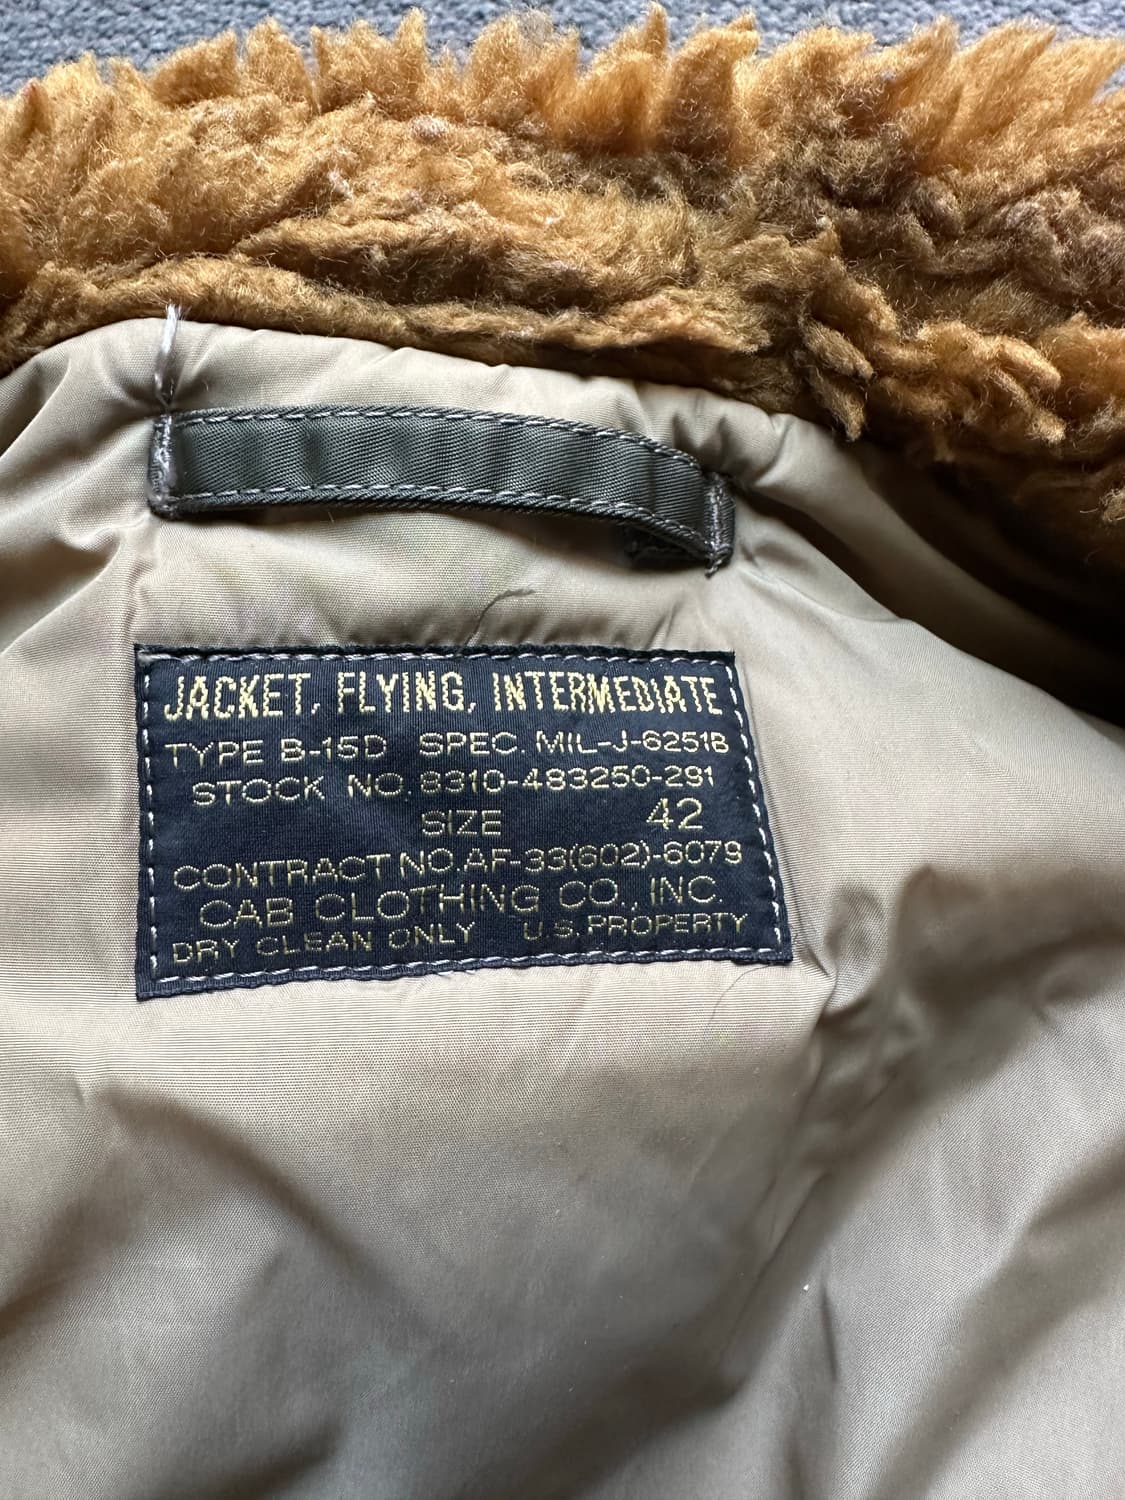 JACKET, FLYING, INTERMEDIATE
TYPE B-15D SPEC. MIL-J-6251B
STOCK NO. 8310-483250-291
SIZE 42
CONTRACT NO.AF-33(602)-6079
CAB CLOTHING CO., INC.
DRY CLEAN ONLY U.S.PROPERTY